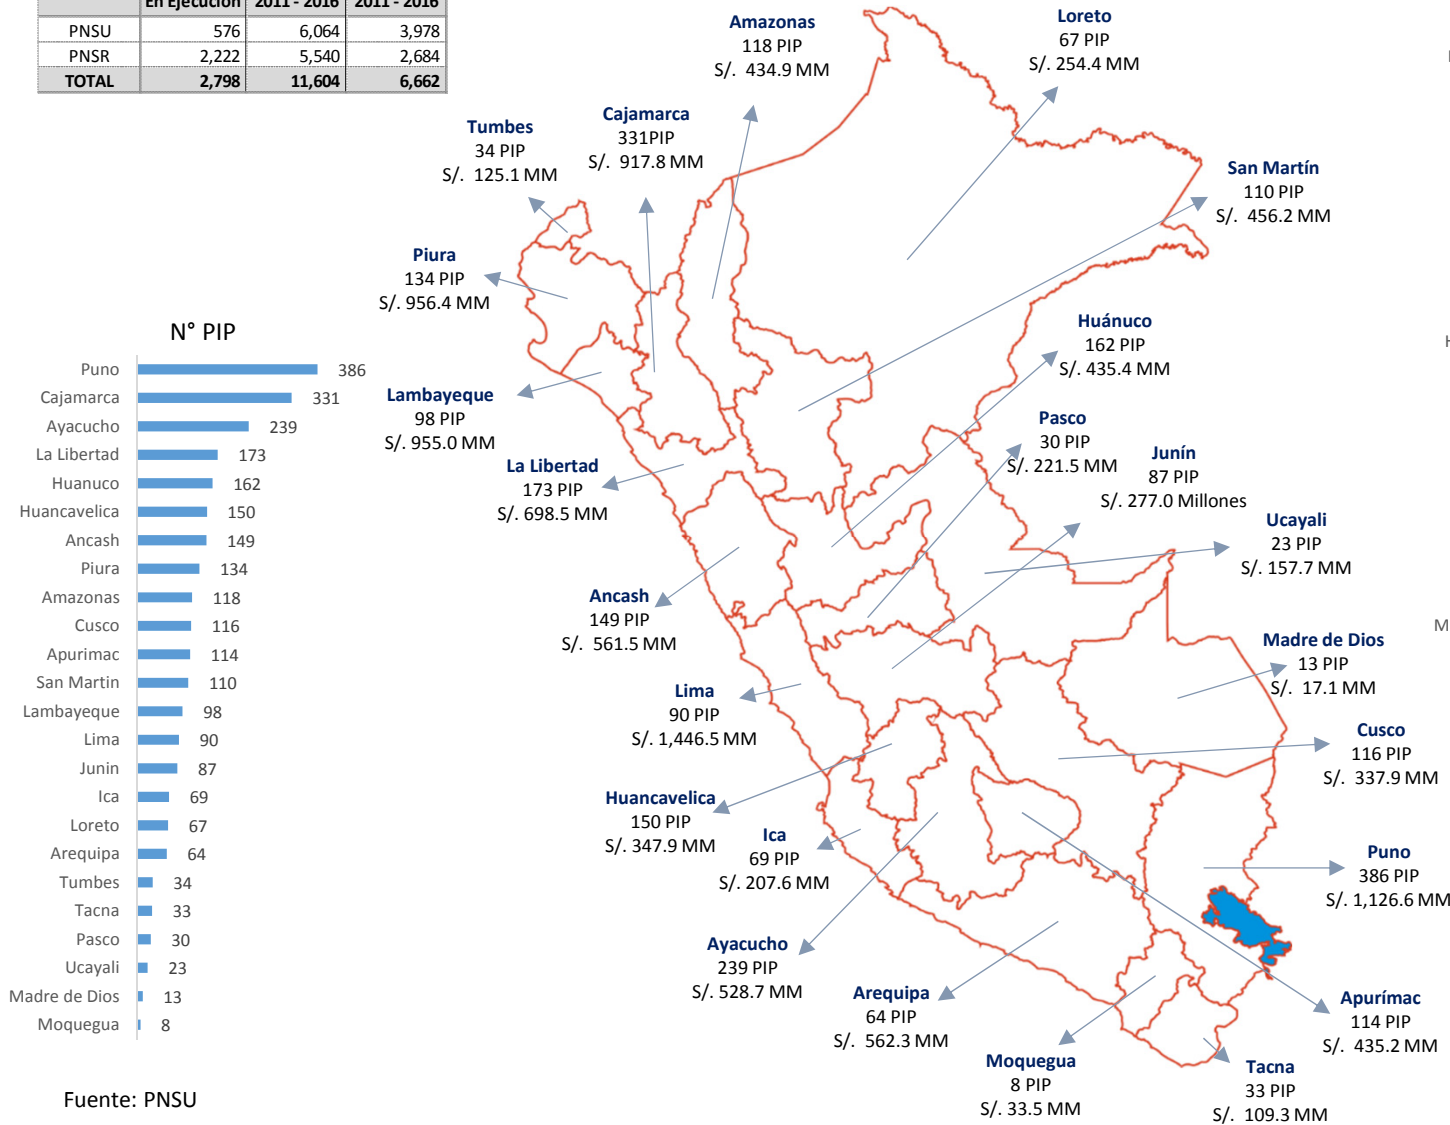 En Ejecución 2011 - 2016 2011 - 2016
PNSU 576 6,064 3,978
PNSR 2,222 5,540 2,684
TOTAL 2,798 11,604 6,662
Amazonas
118 PIP
S/. 434.9 MM
Loreto
67 PIP
S/. 254.4 MM
Tumbes
34 PIP
S/. 125.1 MM
Cajamarca
331PIP
S/. 917.8 MM
San Martín
110 PIP
S/. 456.2 MM
Piura
134 PIP
S/. 956.4 MM
Huánuco
162 PIP
S/. 435.4 MM
Lambayeque
98 PIP
S/. 955.0 MM
Pasco
30 PIP
S/. 221.5 MM
Junín
87 PIP
S/. 277.0 Millones
La Libertad
173 PIP
S/. 698.5 MM
Ucayali
23 PIP
S/. 157.7 MM
Ancash
149 PIP
S/. 561.5 MM
Madre de Dios
13 PIP
S/. 17.1 MM
Lima
90 PIP
S/. 1,446.5 MM
Cusco
116 PIP
S/. 337.9 MM
Huancavelica
150 PIP
S/. 347.9 MM
Ica
69 PIP
S/. 207.6 MM
Puno
386 PIP
S/. 1,126.6 MM
Ayacucho
239 PIP
S/. 528.7 MM
Arequipa
64 PIP
S/. 562.3 MM
Apurímac
114 PIP
S/. 435.2 MM
Moquegua
8 PIP
S/. 33.5 MM
Tacna
33 PIP
S/. 109.3 MM
N° PIP
Puno 386
Cajamarca 331
Ayacucho 239
La Libertad 173
Huanuco 162
Huancavelica 150
Ancash 149
Piura 134
Amazonas 118
Cusco 116
Apurimac 114
San Martin 110
Lambayeque 98
Lima 90
Junin 87
Ica 69
Loreto 67
Arequipa 64
Tumbes 34
Tacna 33
Pasco 30
Ucayali 23
Madre de Dios 13
Moquegua 8
Fuente: PNSU